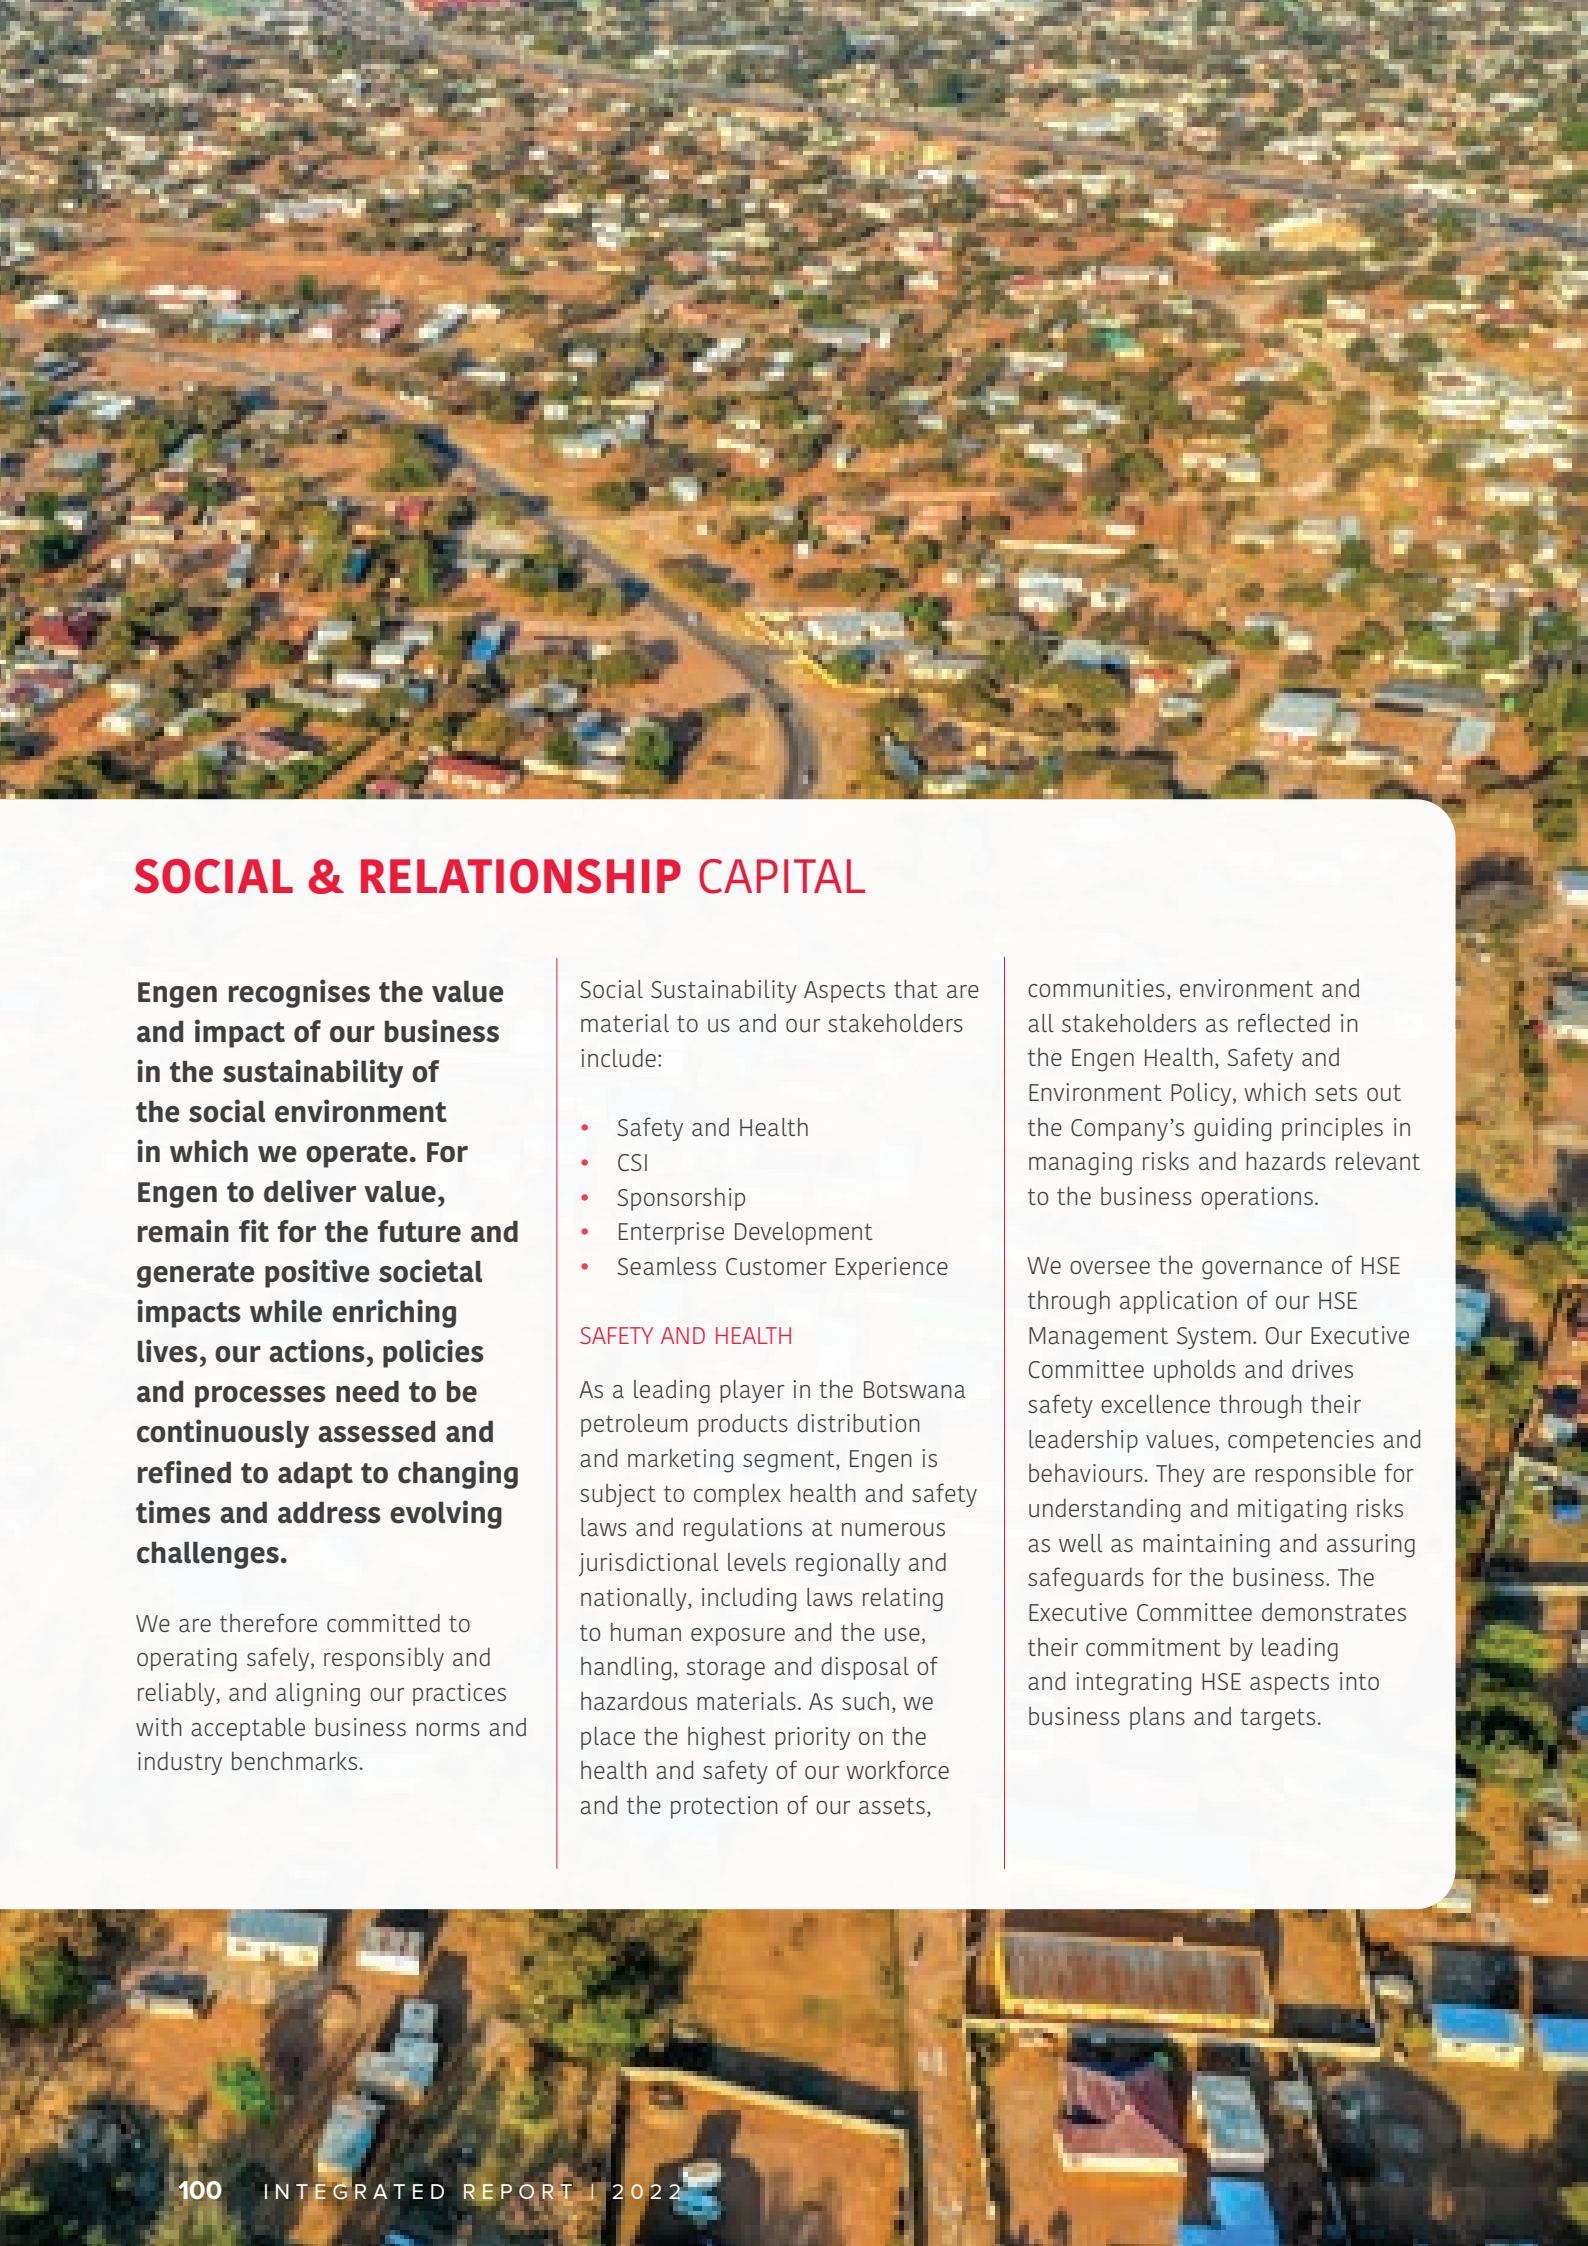 SOCIAL & RELATIONSHIP CAPITAL
Engen recognises the value
and impact of our business
in the sustainability of
the social environment
in which we operate. For
Engen to deliver value,
remain fit for the future and
generate positive societal
impacts while enriching
lives, our actions, policies
and processes need to be
continuously assessed and
refined to adapt to changing
times and address evolving
challenges.
We are therefore committed to
operating safely, responsibly and
reliably, and aligning our practices
with acceptable business norms and
industry benchmarks.
Social Sustainability Aspects that are
material to us and our stakeholders
include:
• Safety and Health
• CSI
• Sponsorship
• Enterprise Development
• Seamless Customer Experience
SAFETY AND HEALTH
As a leading player in the Botswana
petroleum products distribution
and marketing segment, Engen is
subject to complex health and safety
laws and regulations at numerous
jurisdictional levels regionally and
nationally, including laws relating
to human exposure and the use,
handling, storage and disposal of
hazardous materials. As such, we
place the highest priority on the
health and safety of our workforce
and the protection of our assets,
communities, environment and
all stakeholders as reflected in
the Engen Health, Safety and
Environment Policy, which sets out
the Company’s guiding principles in
managing risks and hazards relevant
to the business operations.
We oversee the governance of HSE
through application of our HSE
Management System. Our Executive
Committee upholds and drives
safety excellence through their
leadership values, competencies and
behaviours. They are responsible for
understanding and mitigating risks
as well as maintaining and assuring
safeguards for the business. The
Executive Committee demonstrates
their commitment by leading
and integrating HSE aspects into
business plans and targets.
100 INTEGRATED REPORT | 2022